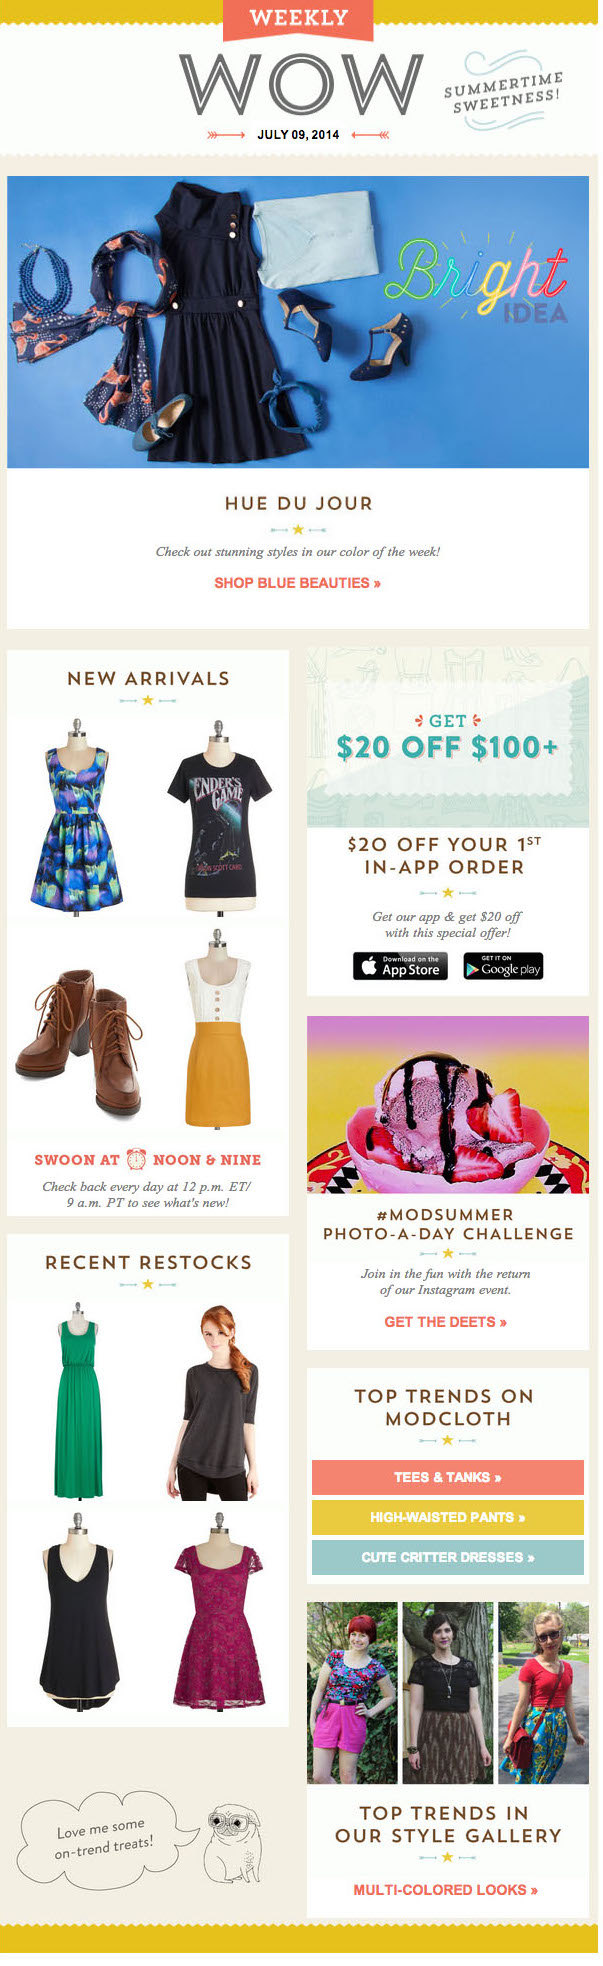 WEEKLY
WOW
SUMMERTIME
SWEETNESS!
JULY 09, 2014
Bright
IDEA
HUE DU JOUR
Check out stunning styles in our color of the week!
SHOP BLUE BEAUTIES »
NEW ARRIVALS
ENDER'S
GAME
ORSON SCOTT CARD
SWOON AT NOON & NINE
Check back every day at 12 p.m. ET/
9 a.m. PT to see what's new!
RECENT RESTOCKS
Love me some
on-trend treats!
GET
$20 OFF $100+
$20 OFF YOUR 1ST
IN-APP ORDER
Get our app & get $20 off
with this special offer!
Download on the
App Store
GET IT ON
Google play
#MODSUMMER
PHOTO-A-DAY CHALLENGE
Join in the fun with the return
of our Instagram event.
GET THE DEETS »
TOP TRENDS ON
MODCLOTH
TEES & TANKS »
HIGH-WAISTED PANTS »
CUTE CRITTER DRESSES »
TOP TRENDS IN
OUR STYLE GALLERY
MULTI-COLORED LOOKS »